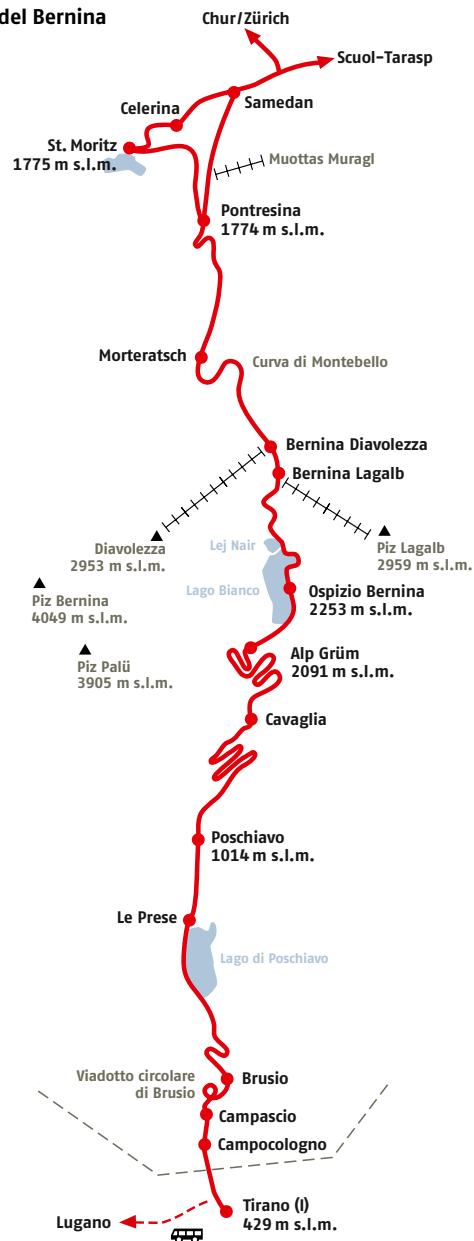 del Bernina
Chur/Zürich
Scuol-Tarasp
Samedan
Celerina
St. Moritz
1775 m s.l.m.
Muottas Muragl
Pontresina
1774 m s.l.m.
Morteratsch
Curva di Montebello
Bernina Diavolezza
Bernina Lagalb
Diavolezza
2953 m s.l.m.
Lej Nair
Piz Lagalb
2959 m s.l.m.
Piz Bernina
4049 m s.l.m.
Lago Bianco
Ospizio Bernina
2253 m s.l.m.
Piz Palü
3905 m s.l.m.
Alp Grüm
2091 m s.l.m.
Cavaglia
Poschiavo
1014 m s.l.m.
Le Prese
Lago di Poschiavo
Viadotto circolare
di Brusio
Brusio
Campascio
Campocologno
Tirano (I)
429 m s.l.m.
Lugano